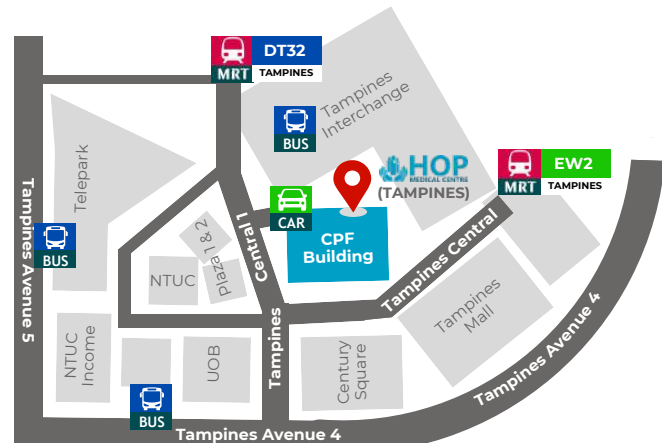 DT32
MRT
TAMPINES
Tampines
Interchange
BUS
HOP
MEDICAL CENTRE
(TAMPINES)
EW2
MRT
TAMPINES
Telepark
Tampines Avenue 5
BUS
CAR
CPF
Building
Plaza 1 & 2
NTUC
Tampines
Central 1
Tampines Central
Tampines
Mall
Tampines Avenue 4
NTUC
Income
UOB
Century
Square
BUS
Tampines Avenue 4